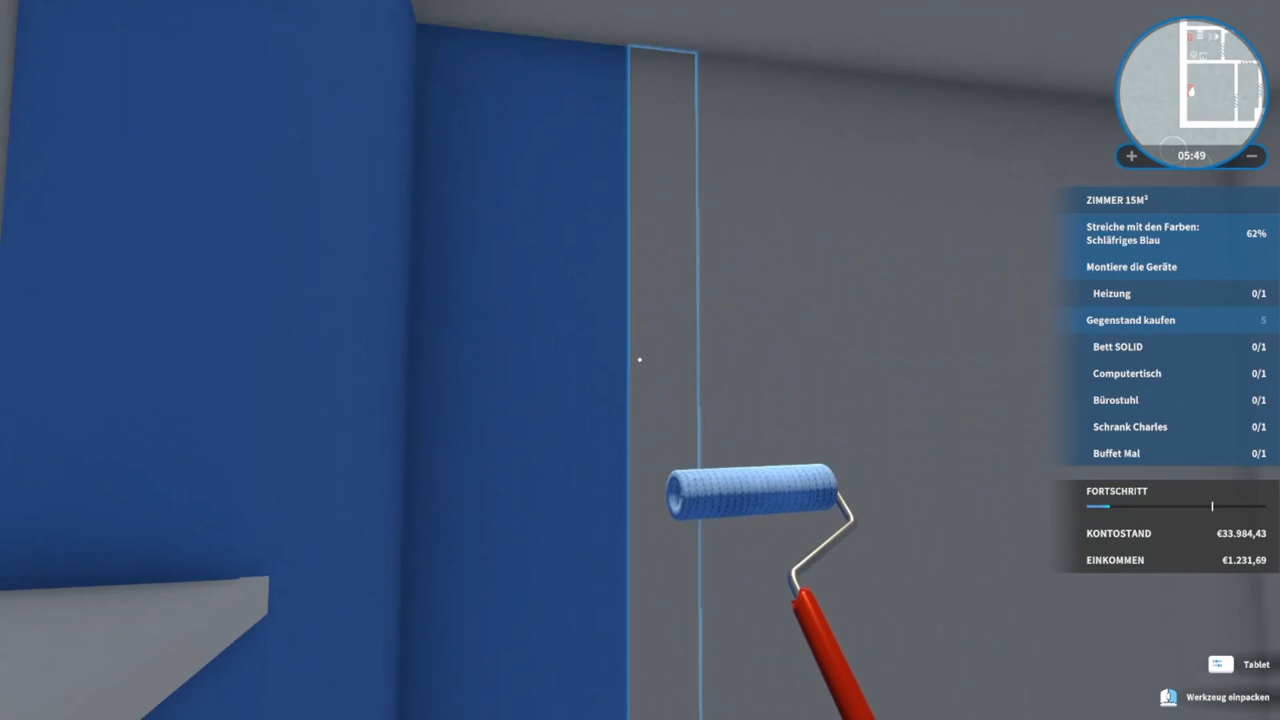 05:49
ZIMMER 15M²
Streiche mit den Farben:
Schläfriges Blau 62%
Montiere die Geräte
Heizung 0/1
Gegenstand kaufen 5
Bett SOLID 0/1
Computertisch 0/1
Bürostuhl 0/1
Schrank Charles 0/1
Buffet Mal 0/1
FORTSCHRITT
KONTOSTAND €33.984,43
EINKOMMEN €1.231,69
Tablet
Werkzeug einpacken